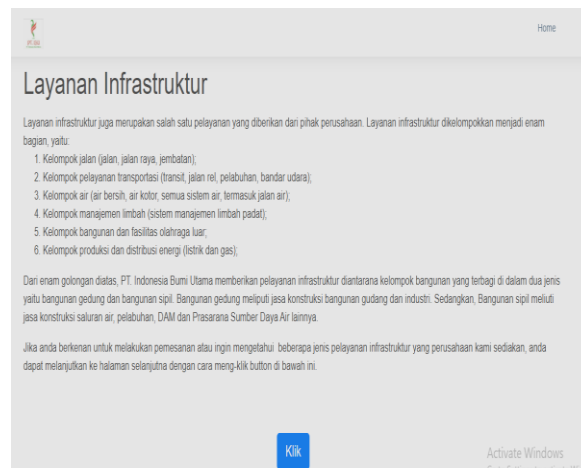 Home
Layanan Infrastruktur
Layanan infrastruktur juga merupakan salah satu pelayanan yang diberikan dari pihak perusahaan. Layanan infrastruktur dikelompokkan menjadi enam
bagian, yaitu:
1. Kelompok jalan (jalan, jalan raya, jembatan);
2. Kelompok pelayanan transportasi (transit, jalan rel, pelabuhan, bandar udara);
3. Kelompok air (air bersih, air kotor, semua sistem air, termasuk jalan air);
4. Kelompok manajemen limbah (sistem manajemen limbah padat);
5. Kelompok bangunan dan fasilitas olahraga luar;
6. Kelompok produksi dan distribusi energi (listrik dan gas);
Dari enam golongan diatas, PT. Indonesia Bumi Utama memberikan pelayanan infrastruktur diantarana kelompok bangunan yang terbagi di dalam dua jenis
yaitu bangunan gedung dan bangunan sipil. Bangunan gedung meliputi jasa konstruksi bangunan gudang dan industri. Sedangkan, Bangunan sipil meliuti
jasa konstruksi saluran air, pelabuhan, DAM dan Prasarana Sumber Daya Air lainnya.
Jika anda berkenan untuk melakukan pemesanan atau ingin mengetahui beberapa jenis pelayanan infrastruktur yang perusahaan kami sediakan, anda
dapat melanjutkan ke halaman selanjutna dengan cara meng-klik button di bawah ini.
Klik
Activate Windows